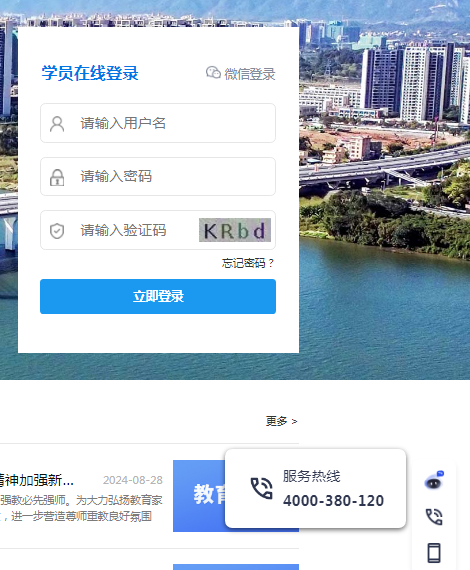 学员在线登录
微信登录
请输入用户名
请输入密码
请输入验证码
KRbd
忘记密码？
立即登录
更多 >
精神加强新...
2024-08-28
强教必先强师。为大力弘扬教育家
，进一步营造尊师重教良好氛围
教育
服务热线
4000-380-120